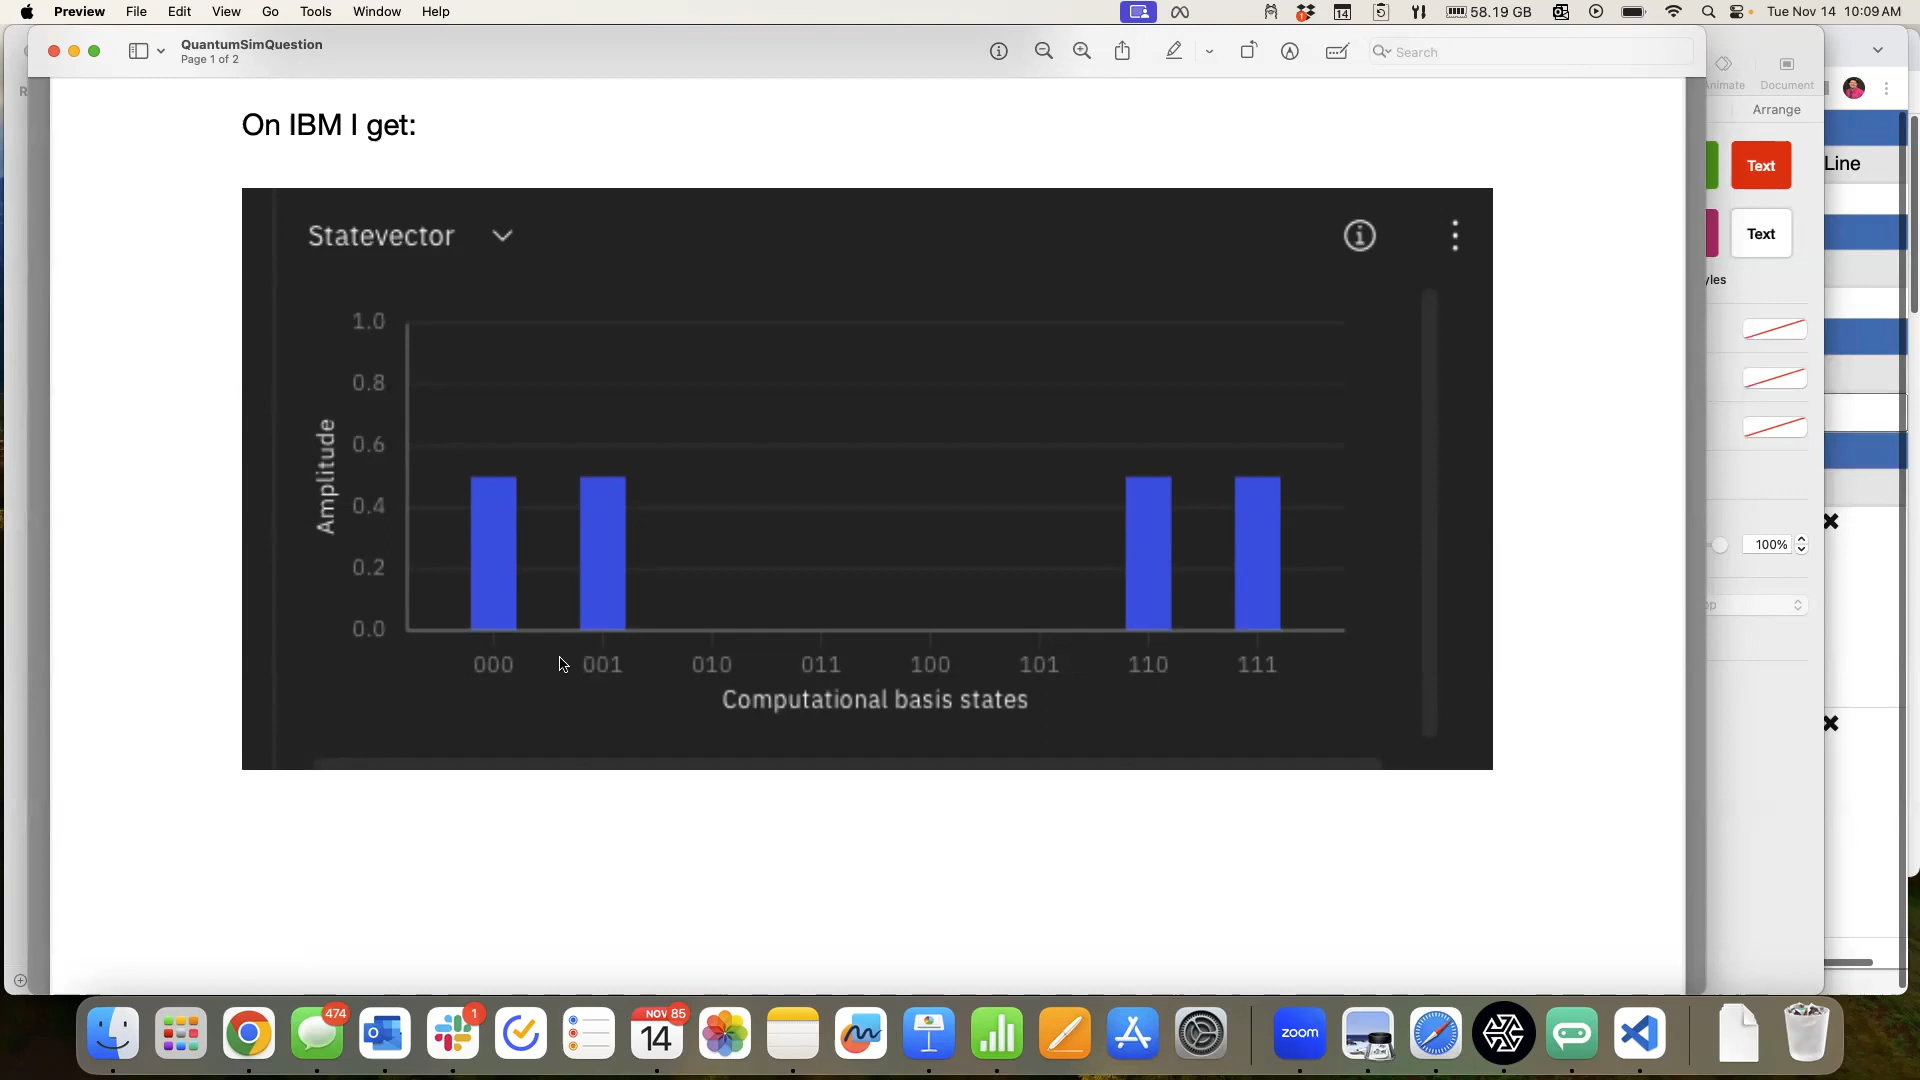 Preview File Edit View Go Tools Window Help
58.19 GB
Tue Nov 14 10:09 AM
QuantumSimQuestion
Page 1 of 2
Search
Animate Document
Arrange
On IBM I get:
Text
Line
Text
Statevector
1.0
0.8
0.6
0.4
0.2
0.0
Amplitude
000 001 010 011 100 101 110 111
Computational basis states
100%
474
1
NOV 85
14
zoom